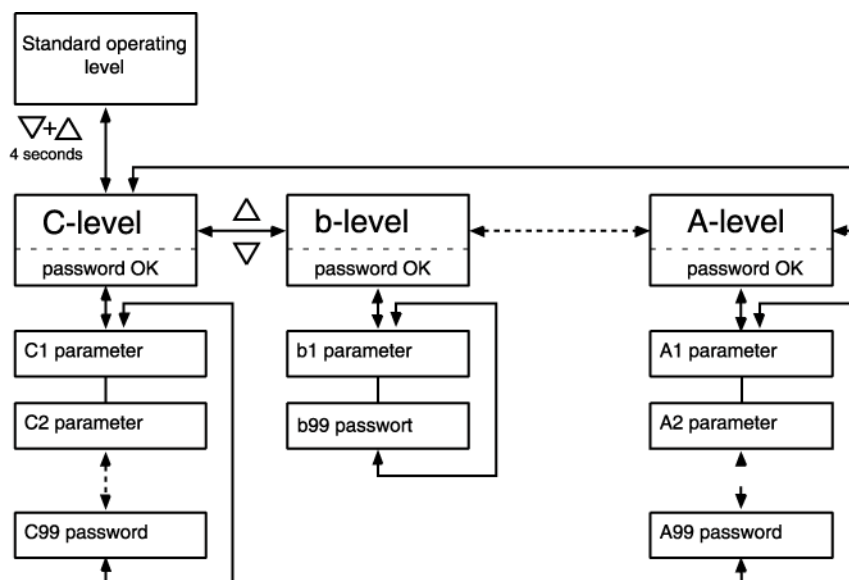 Standard operating
level
▽+△
4 seconds
C-level
password OK
△
▽
b-level
password OK
A-level
password OK
C1 parameter
C2 parameter
C99 password
b1 parameter
b99 passwort
A1 parameter
A2 parameter
A99 password